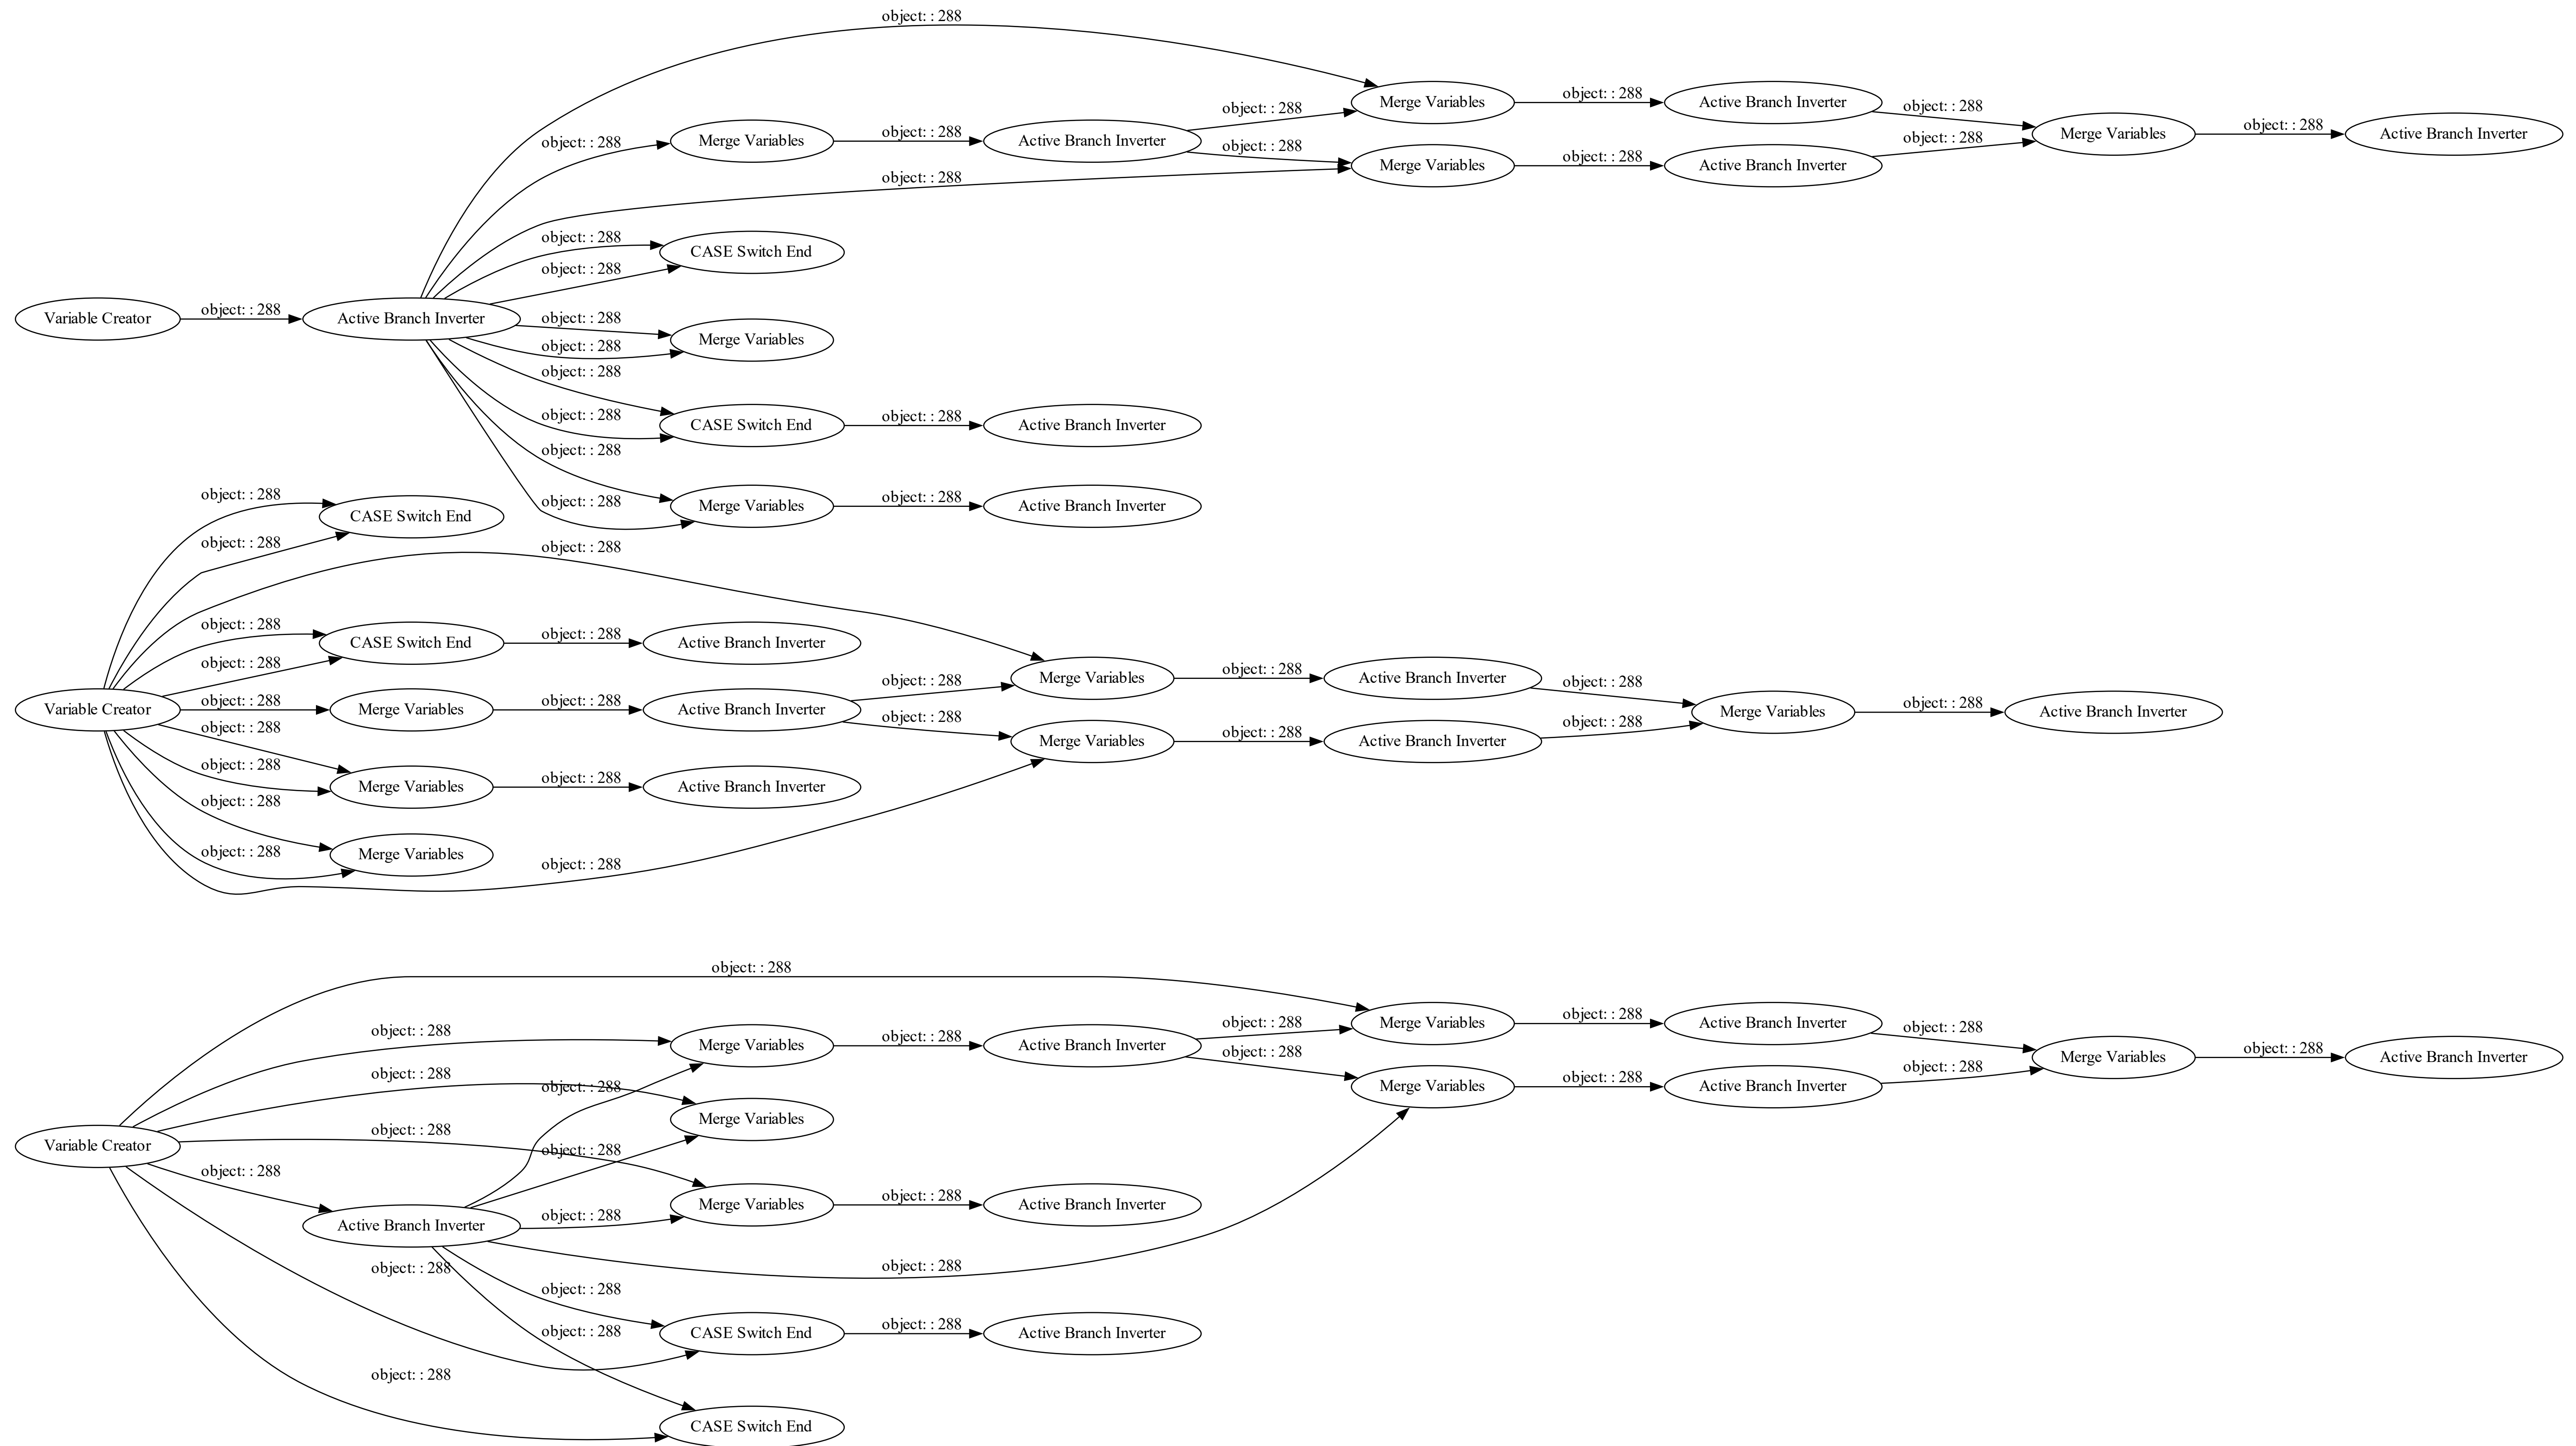 object: : 288
Merge Variables
object: : 288
Active Branch Inverter
object: : 288
object: : 288
object: : 288
Merge Variables
object: : 288
Active Branch Inverter
object: : 288
Merge Variables
object: : 288
Active Branch Inverter
object: : 288
Merge Variables
object: : 288
Active Branch Inverter
object: : 288
object: : 288
object: : 288
CASE Switch End
object: : 288
Variable Creator
object: : 288
Active Branch Inverter
object: : 288
Merge Variables
object: : 288
object: : 288
object: : 288
CASE Switch End
object: : 288
Active Branch Inverter
object: : 288
object: : 288
Merge Variables
object: : 288
Active Branch Inverter
object: : 288
CASE Switch End
object: : 288
object: : 288
object: : 288
CASE Switch End
object: : 288
Active Branch Inverter
object: : 288
Merge Variables
object: : 288
Active Branch Inverter
object: : 288
object: : 288
Variable Creator
object: : 288
Merge Variables
object: : 288
Active Branch Inverter
object: : 288
Merge Variables
object: : 288
Active Branch Inverter
object: : 288
Merge Variables
object: : 288
Active Branch Inverter
object: : 288
object: : 288
object: : 288
Merge Variables
object: : 288
Active Branch Inverter
object: : 288
object: : 288
Merge Variables
object: : 288
object: : 288
Merge Variables
object: : 288
Active Branch Inverter
object: : 288
object: : 288
Merge Variables
object: : 288
Active Branch Inverter
object: : 288
Merge Variables
object: : 288
Active Branch Inverter
object: : 288
object: : 288
object: : 288
Merge Variables
object: : 288
Active Branch Inverter
object: : 288
Merge Variables
object: : 288
Variable Creator
object: : 288
object: : 288
Merge Variables
object: : 288
Active Branch Inverter
Active Branch Inverter
object: : 288
object: : 288
object: : 288
object: : 288
CASE Switch End
object: : 288
Active Branch Inverter
object: : 288
object: : 288
CASE Switch End